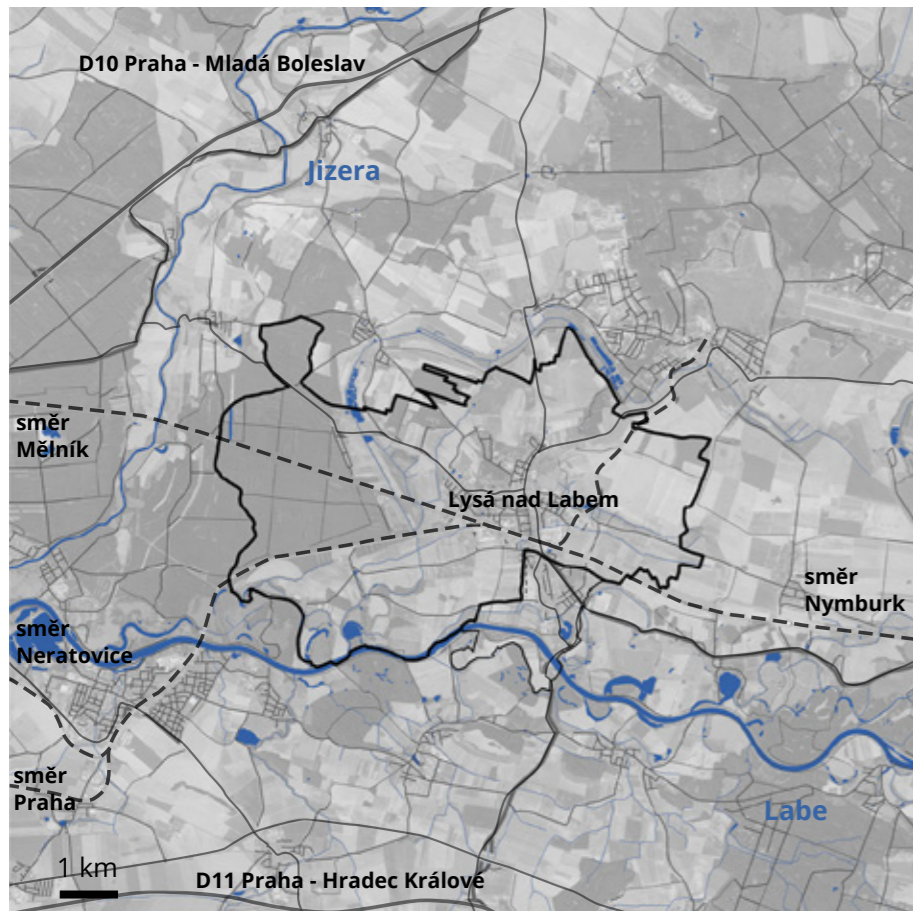 D10 Praha - Mladá Boleslav
Jizera
směr
Mělník
Lysá nad Labem
směr
Nymburk
směr
Neratovice
směr
Praha
Labe
1 km
D11 Praha - Hradec Králové